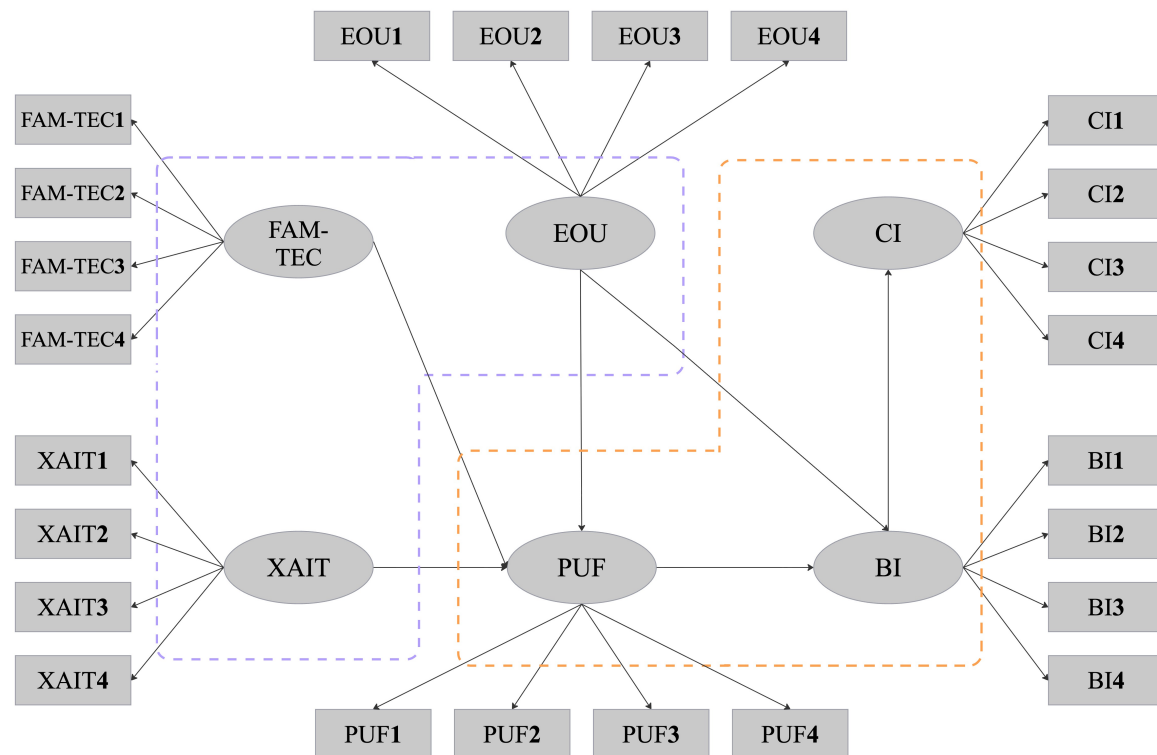 EOU1 EOU2 EOU3 EOU4
FAM-TEC1
FAM-TEC2
FAM-TEC3
FAM-TEC4
CI1
CI2
CI3
CI4
FAM-
TEC
EOU
CI
XAIT1
XAIT2
XAIT3
XAIT4
BI1
BI2
BI3
BI4
XAIT
PUF
BI
PUF1 PUF2 PUF3 PUF4